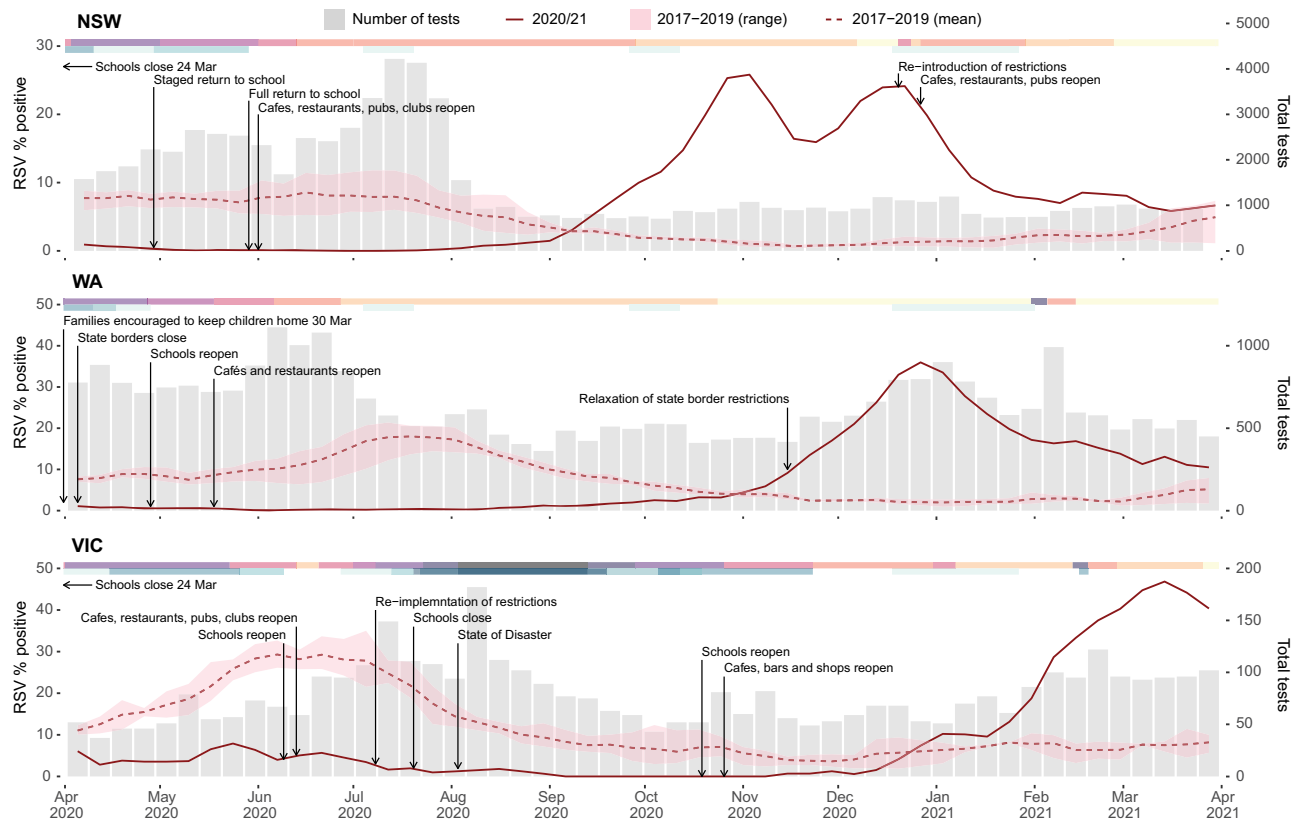 NSW
Number of tests
2020/21
2017−2019 (range)
2017−2019 (mean)
5000
30
4000
20
3000
2000
10
1000
0
0
RSV % positive
Total tests
Schools close 24 Mar
Staged return to school
Full return to school
Cafes, restaurants, pubs, clubs reopen
Re−introduction of restrictions
Cafes, restaurants, pubs reopen
WA
50
40
1000
30
20
500
10
0
0
RSV % positive
Total tests
Families encouraged to keep children home 30 Mar
State borders close
Schools reopen
Cafés and restaurants reopen
Relaxation of state border restrictions
VIC
50
200
40
150
30
100
20
50
10
0
0
RSV % positive
Total tests
Schools close 24 Mar
Cafes, restaurants, pubs, clubs reopen
Schools reopen
Re−implemntation of restrictions
Schools close
State of Disaster
Schools reopen
Cafes, bars and shops reopen
Apr May Jun Jul Aug Sep Oct Nov Dec Jan Feb Mar Apr
2020 2020 2020 2020 2020 2020 2020 2020 2020 2021 2021 2021 2021